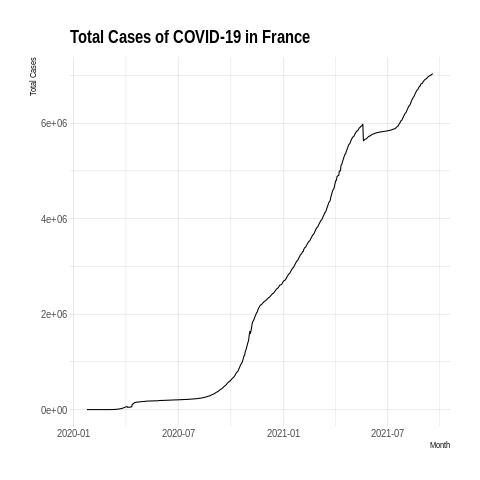 Total Cases of COVID-19 in France
Total Cases
6e+06
4e+06
2e+06
0e+00
2020-01 2020-07 2021-01 2021-07
Month